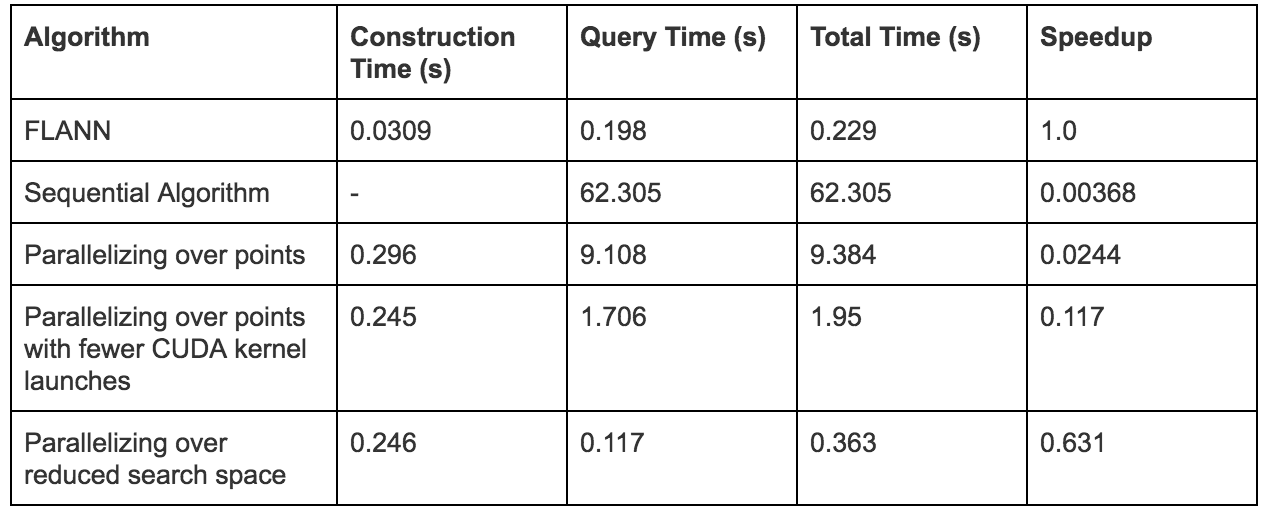 Algorithm Construction Time (s) Query Time (s) Total Time (s) Speedup
FLANN 0.0309 0.198 0.229 1.0
Sequential Algorithm - 62.305 62.305 0.00368
Parallelizing over points 0.296 9.108 9.384 0.0244
Parallelizing over points 0.245 1.706 1.95 0.117
with fewer CUDA kernel
launches
Parallelizing over 0.246 0.117 0.363 0.631
reduced search space